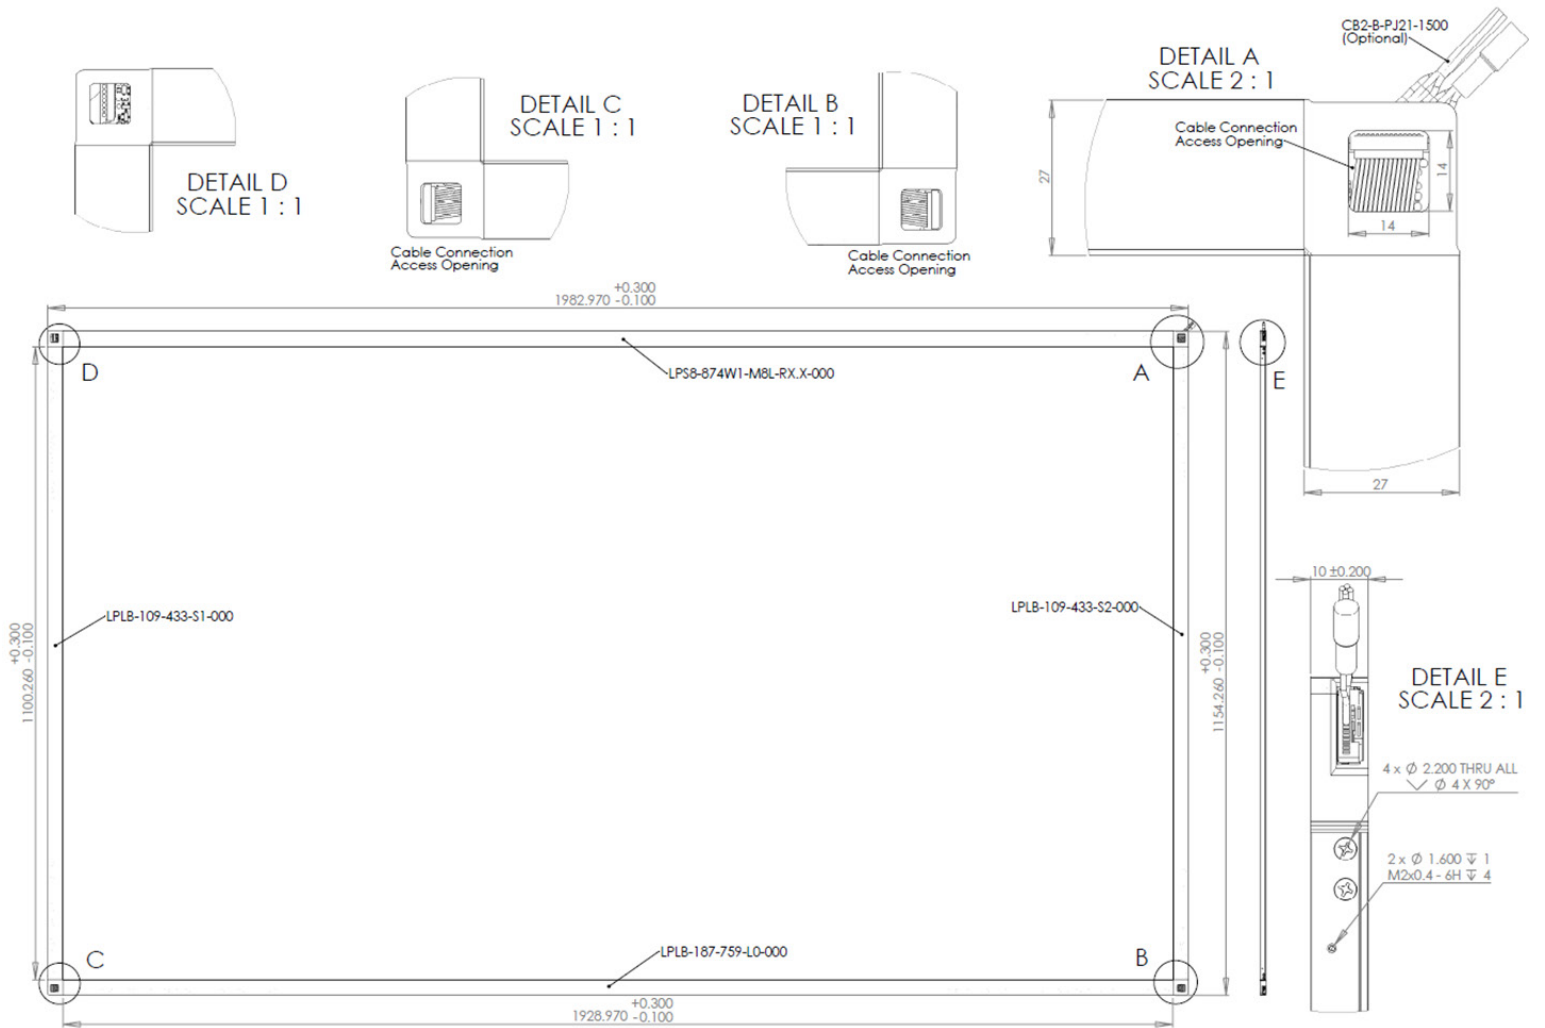 CB2-B-PJ21-1500
(Optional)
DETAIL A
SCALE 2 : 1
DETAIL C
SCALE 1 : 1
DETAIL B
SCALE 1 : 1
Cable Connection
Access Opening
27
14
14
DETAIL D
SCALE 1 : 1
Cable Connection
Access Opening
Cable Connection
Access Opening
+0.300
1982.970 -0.100
D
LPS8-874W1-M8L-RX.X-000
A
E
27
10 ±0.200
LPLB-109-433-S1-000
LPLB-109-433-S2-000
+0.300
1100.260 -0.100
+0.300
1154.260 -0.100
DETAIL E
SCALE 2 : 1
4 x Ø 2.200 THRU ALL
⌵ Ø 4 X 90°
2 x Ø 1.600 ↧ 1
M2x0.4 - 6H ↧ 4
C
LPLB-187-759-L0-000
B
+0.300
1928.970 -0.100